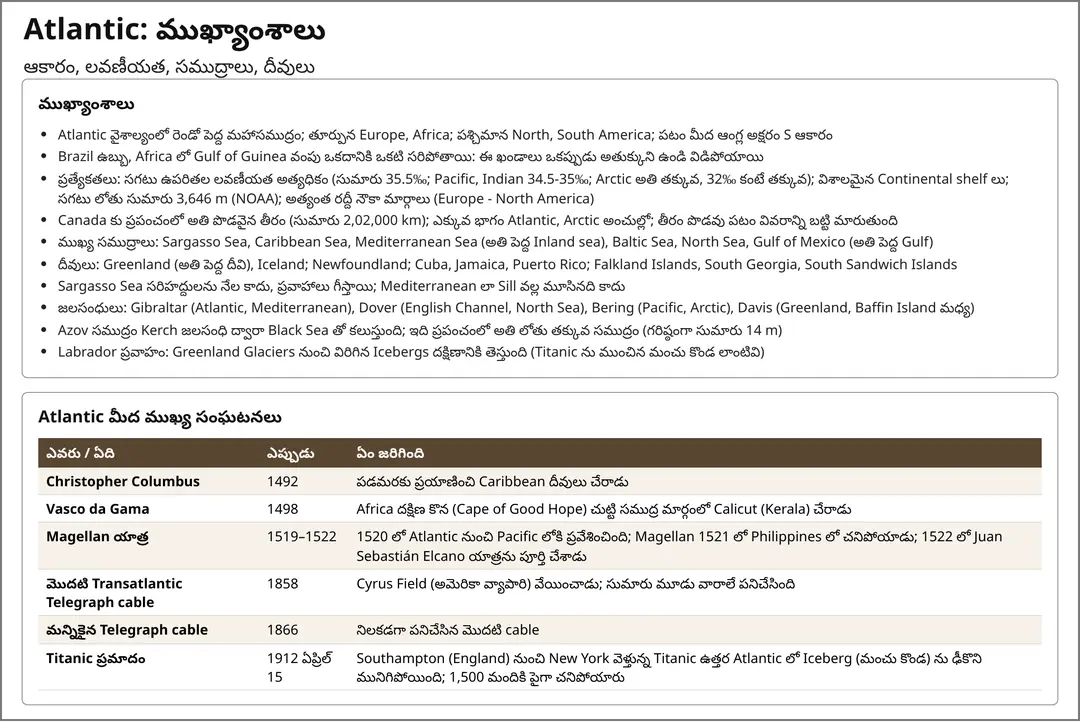 Atlantic: ముఖ్యాంశాలు
ఆకారం, లవణీయత, సముద్రాలు, దీవులు
ముఖ్యాంశాలు
• Atlantic వైశాల్యంలో రెండో పెద్ద మహాసముద్రం; తూర్పున Europe, Africa; పశ్చిమాన North, South America; పటం మీద ఆంగ్ల అక్షరం S ఆకారం
• Brazil ఉబ్బు, Africa లో Gulf of Guinea వంపు ఒకదానికి ఒకటి సరిపోతాయి: ఈ ఖండాలు ఒకప్పుడు అతుక్కుని ఉండి విడిపోయాయి
• ప్రత్యేకతలు: సగటు ఉపరితల లవణీయత అత్యధికం (సుమారు 35.5‰; Pacific, Indian 34.5-35‰; Arctic అతి తక్కువ, 32‰ కంటే తక్కువ); విశాలమైన Continental shelf లు;
సగటు లోతు సుమారు 3,646 m (NOAA); అత్యంత రద్దీ నౌకా మార్గాలు (Europe - North America)
• Canada కు ప్రపంచంలో అతి పొడవైన తీరం (సుమారు 2,02,000 km); ఎక్కువ భాగం Atlantic, Arctic అంచుల్లో; తీరం పొడవు పటం వివరాన్ని బట్టి మారుతుంది
• ముఖ్య సముద్రాలు: Sargasso Sea, Caribbean Sea, Mediterranean Sea (అతి పెద్ద Inland sea), Baltic Sea, North Sea, Gulf of Mexico (అతి పెద్ద Gulf)
• దీవులు: Greenland (అతి పెద్ద దీవి), Iceland; Newfoundland; Cuba, Jamaica, Puerto Rico; Falkland Islands, South Georgia, South Sandwich Islands
• Sargasso Sea సరిహద్దులను నేల కాదు, ప్రవాహాలు గీస్తాయి; Mediterranean లా Sill వల్ల మూసినది కాదు
• జలసంధులు: Gibraltar (Atlantic, Mediterranean), Dover (English Channel, North Sea), Bering (Pacific, Arctic), Davis (Greenland, Baffin Island మధ్య)
• Azov సముద్రం Kerch జలసంధి ద్వారా Black Sea తో కలుస్తుంది; ఇది ప్రపంచంలో అతి లోతు తక్కువ సముద్రం (గరిష్ఠంగా సుమారు 14 m)
• Labrador ప్రవాహం: Greenland Glaciers నుంచి విరిగిన Icebergs దక్షిణానికి తెస్తుంది (Titanic ను ముంచిన మంచు కొండ లాంటివి)
Atlantic మీద ముఖ్య సంఘటనలు
ఎవరు / ఏది ఎప్పుడు ఏం జరిగింది
Christopher Columbus 1492 పడమరకు ప్రయాణించి Caribbean దీవులు చేరాడు
Vasco da Gama 1498 Africa దక్షిణ కొన (Cape of Good Hope) చుట్టి సముద్ర మార్గంలో Calicut (Kerala) చేరాడు
Magellan యాత్ర 1519–1522 1520 లో Atlantic నుంచి Pacific లోకి ప్రవేశించింది; Magellan 1521 లో Philippines లో చనిపోయాడు; 1522 లో Juan
Sebastián Elcano యాత్రను పూర్తి చేశాడు
మొదటి Transatlantic 1858 Cyrus Field (అమెరికా వ్యాపారి) వేయించాడు; సుమారు మూడు వారాలే పనిచేసింది
Telegraph cable
మన్నికైన Telegraph cable 1866 నిలకడగా పనిచేసిన మొదటి cable
Titanic ప్రమాదం 1912 ఏప్రిల్ Southampton (England) నుంచి New York వెళ్తున్న Titanic ఉత్తర Atlantic లో Iceberg (మంచు కొండ) ను ఢీకొని
15 మునిగిపోయింది; 1,500 మందికి పైగా చనిపోయారు